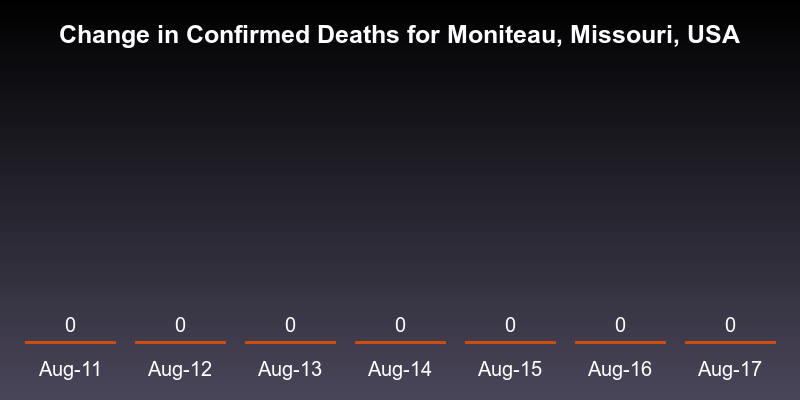 Change in Confirmed Deaths for Moniteau, Missouri, USA
0 0 0 0 0 0 0
Aug-11 Aug-12 Aug-13 Aug-14 Aug-15 Aug-16 Aug-17